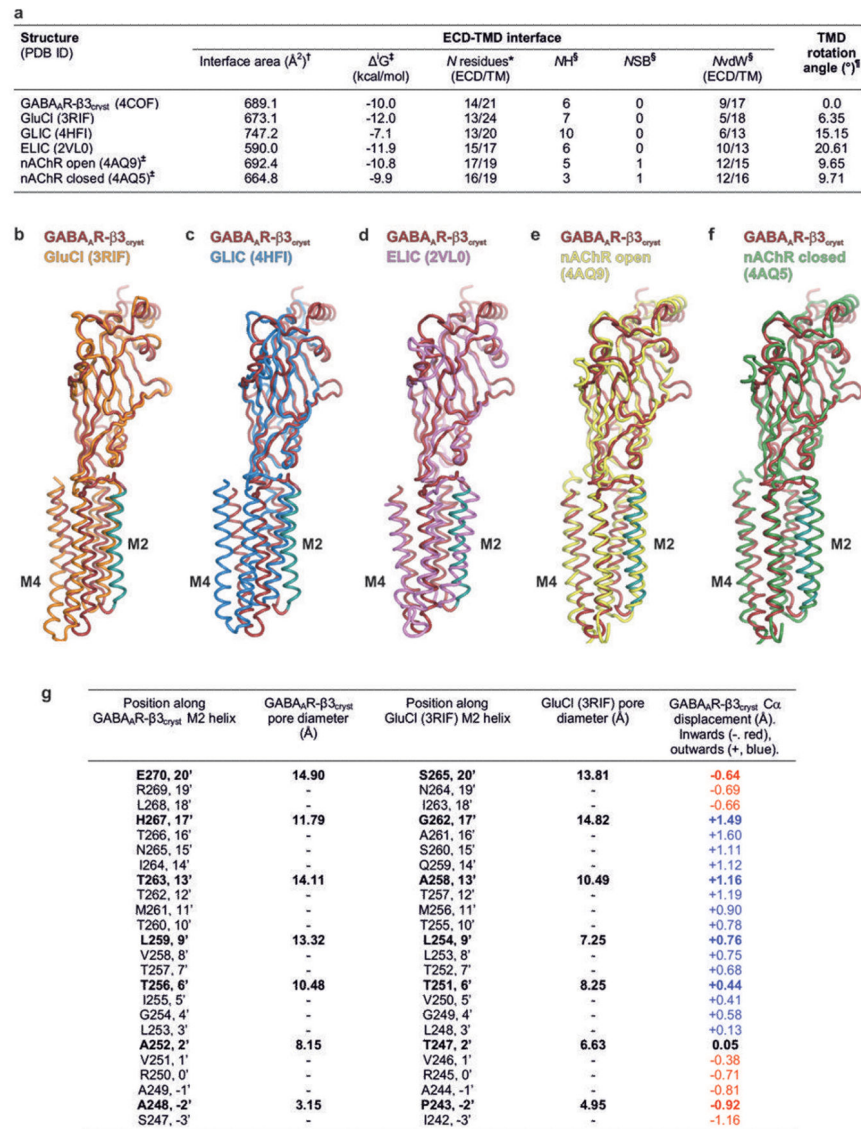 a
Structure (PDB ID) ECD-TMD interface TMD rotation angle (°)¶
Interface area (Å²)† ΔⁱG‡ (kcal/mol) N residues* (ECD/TM) NH§ NSB§ NvdW§ (ECD/TM)
GABAAR-β3cryst (4COF) 689.1 -10.0 14/21 6 0 9/17 0.0
GluCl (3RIF) 673.1 -12.0 13/24 7 0 5/18 6.35
GLIC (4HFI) 747.2 -7.1 13/20 10 0 6/13 15.15
ELIC (2VL0) 590.0 -11.9 15/17 6 0 10/13 20.61
nAChR open (4AQ9)± 692.4 -10.8 17/19 5 1 12/15 9.65
nAChR closed (4AQ5)± 664.8 -9.9 16/19 3 1 12/16 9.71
b GABAAR-β3cryst
GluCl (3RIF)
M4
M2
c GABAAR-β3cryst
GLIC (4HFI)
M4
M2
d GABAAR-β3cryst
ELIC (2VL0)
M4
M2
e GABAAR-β3cryst
nAChR open
(4AQ9)
M4
M2
f GABAAR-β3cryst
nAChR closed
(4AQ5)
M4
M2
g
Position along GABAAR-β3cryst M2 helix GABAAR-β3cryst pore diameter (Å) Position along GluCl (3RIF) M2 helix GluCl (3RIF) pore diameter (Å) GABAAR-β3cryst Cα displacement (Å). Inwards (-. red), outwards (+, blue).
E270, 20' 14.90 S265, 20' 13.81 -0.64
R269, 19' - N264, 19' - -0.69
L268, 18' - I263, 18' - -0.66
H267, 17' 11.79 G262, 17' 14.82 +1.49
T266, 16' - A261, 16' - +1.60
N265, 15' - S260, 15' - +1.11
I264, 14' - Q259, 14' - +1.12
T263, 13' 14.11 A258, 13' 10.49 +1.16
T262, 12' - T257, 12' - +1.19
M261, 11' - M256, 11' - +0.90
T260, 10' - T255, 10' - +0.78
L259, 9' 13.32 L254, 9' 7.25 +0.76
V258, 8' - L253, 8' - +0.75
T257, 7' - T252, 7' - +0.68
T256, 6' 10.48 T251, 6' 8.25 +0.44
I255, 5' - V250, 5' - +0.41
G254, 4' - G249, 4' - +0.58
L253, 3' - L248, 3' - +0.13
A252, 2' 8.15 T247, 2' 6.63 0.05
V251, 1' - V246, 1' - -0.38
R250, 0' - R245, 0' - -0.71
A249, -1' - A244, -1' - -0.81
A248, -2' 3.15 P243, -2' 4.95 -0.92
S247, -3' - I242, -3' - -1.16